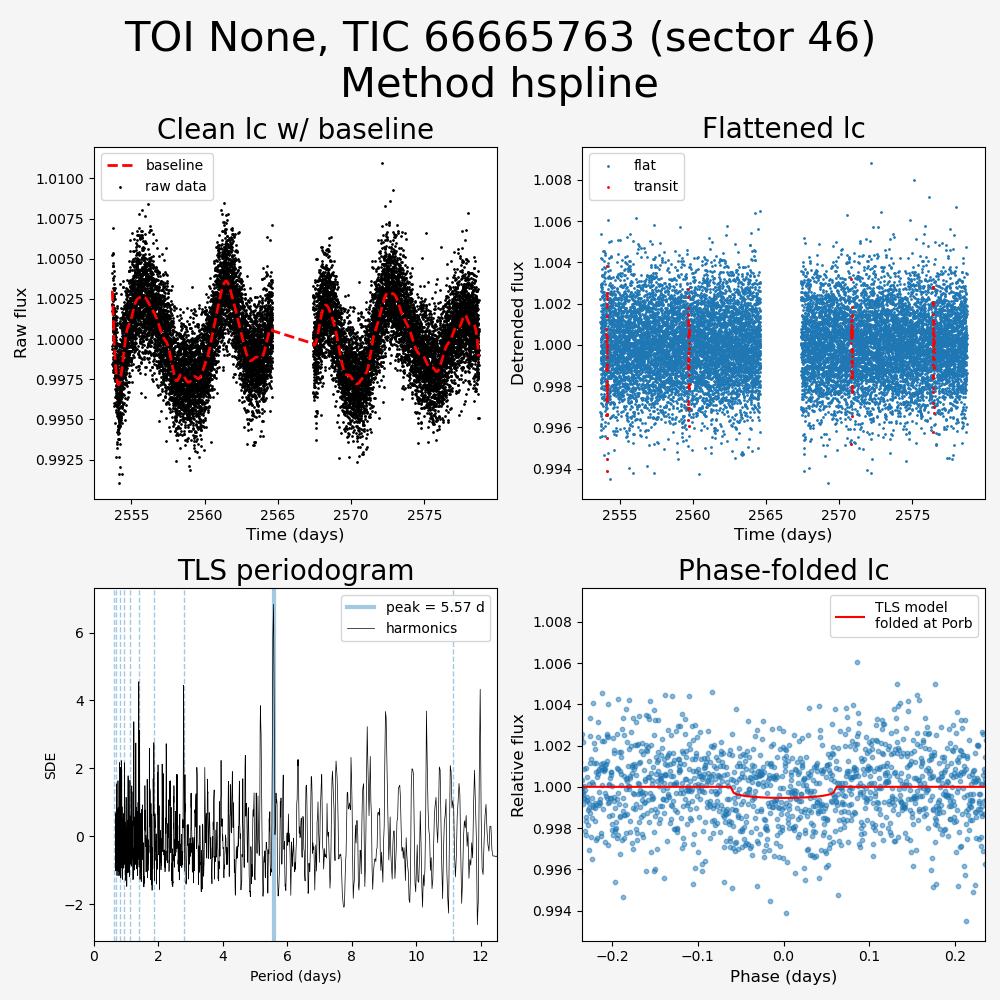 TOI None, TIC 66665763 (sector 46)
Method hspline
Clean lc w/ baseline
baseline
raw data
1.0100
1.0075
1.0050
1.0025
1.0000
0.9975
0.9950
0.9925
Raw flux
2555
2560
2565
2570
2575
Time (days)
Flattened lc
flat
transit
1.008
1.006
1.004
1.002
1.000
0.998
0.996
0.994
Detrended flux
2555
2560
2565
2570
2575
Time (days)
TLS periodogram
peak = 5.57 d
harmonics
6
4
2
0
−2
SDE
0
2
4
6
8
10
12
Period (days)
Phase-folded lc
TLS model
folded at Porb
1.008
1.006
1.004
1.002
1.000
0.998
0.996
0.994
Relative flux
−0.2
−0.1
0.0
0.1
0.2
Phase (days)